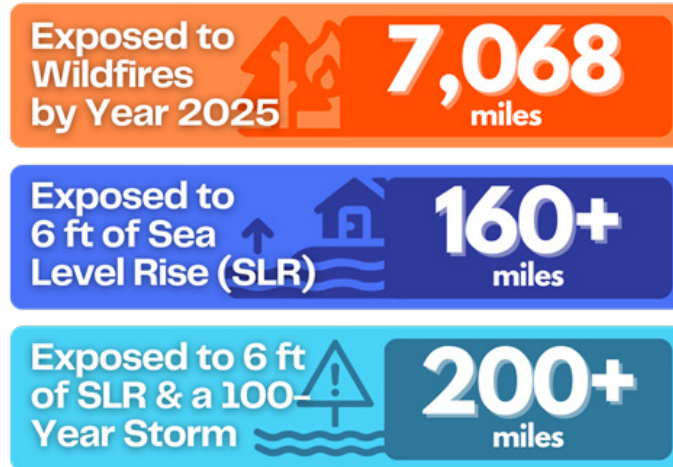 Exposed to
Wildfires
by Year 2025
7,068
miles
Exposed to
6 ft of Sea
Level Rise (SLR)
160+
miles
Exposed to 6 ft
of SLR & a 100-
Year Storm
200+
miles